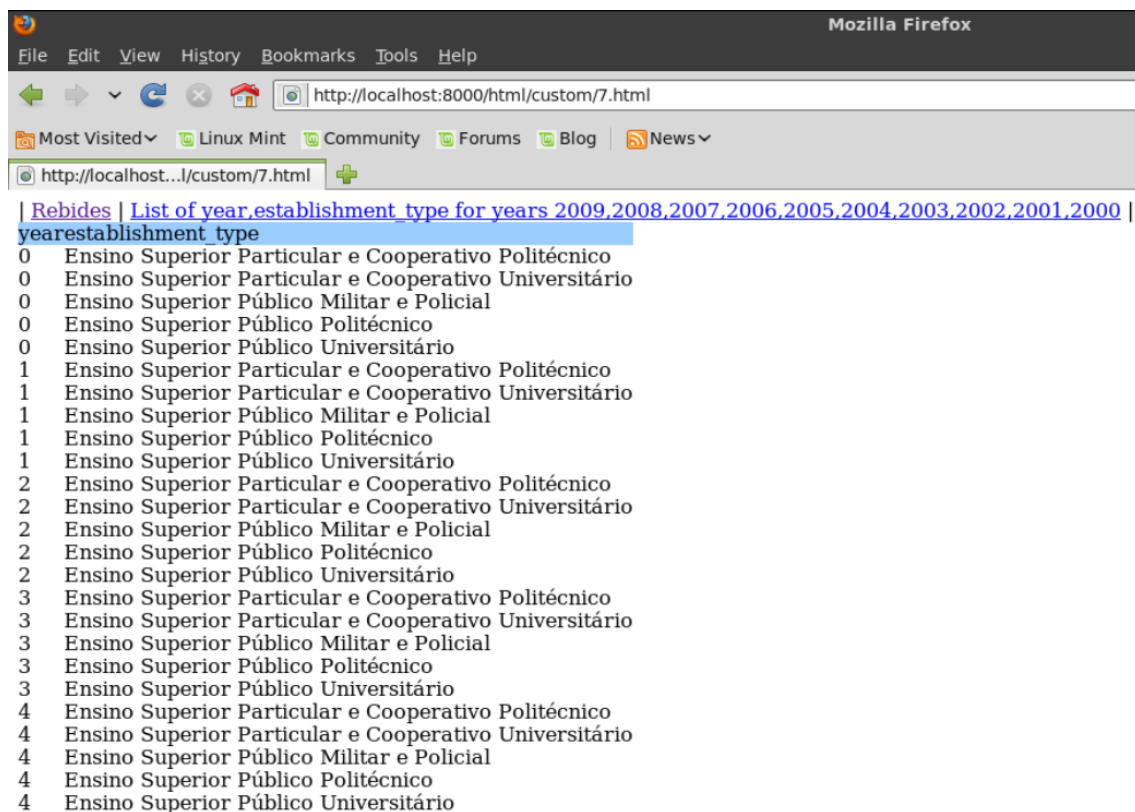 Mozilla Firefox
File Edit View History Bookmarks Tools Help
http://localhost:8000/html/custom/7.html
Most Visited Linux Mint Community Forums Blog News
http://localhost...l/custom/7.html
| Rebides | List of year,establishment_type for years 2009,2008,2007,2006,2005,2004,2003,2002,2001,2000 |
yearestablishment_type
0 Ensino Superior Particular e Cooperativo Politécnico
0 Ensino Superior Particular e Cooperativo Universitário
0 Ensino Superior Público Militar e Policial
0 Ensino Superior Público Politécnico
0 Ensino Superior Público Universitário
1 Ensino Superior Particular e Cooperativo Politécnico
1 Ensino Superior Particular e Cooperativo Universitário
1 Ensino Superior Público Militar e Policial
1 Ensino Superior Público Politécnico
1 Ensino Superior Público Universitário
2 Ensino Superior Particular e Cooperativo Politécnico
2 Ensino Superior Particular e Cooperativo Universitário
2 Ensino Superior Público Militar e Policial
2 Ensino Superior Público Politécnico
2 Ensino Superior Público Universitário
3 Ensino Superior Particular e Cooperativo Politécnico
3 Ensino Superior Particular e Cooperativo Universitário
3 Ensino Superior Público Militar e Policial
3 Ensino Superior Público Politécnico
3 Ensino Superior Público Universitário
4 Ensino Superior Particular e Cooperativo Politécnico
4 Ensino Superior Particular e Cooperativo Universitário
4 Ensino Superior Público Militar e Policial
4 Ensino Superior Público Politécnico
4 Ensino Superior Público Universitário